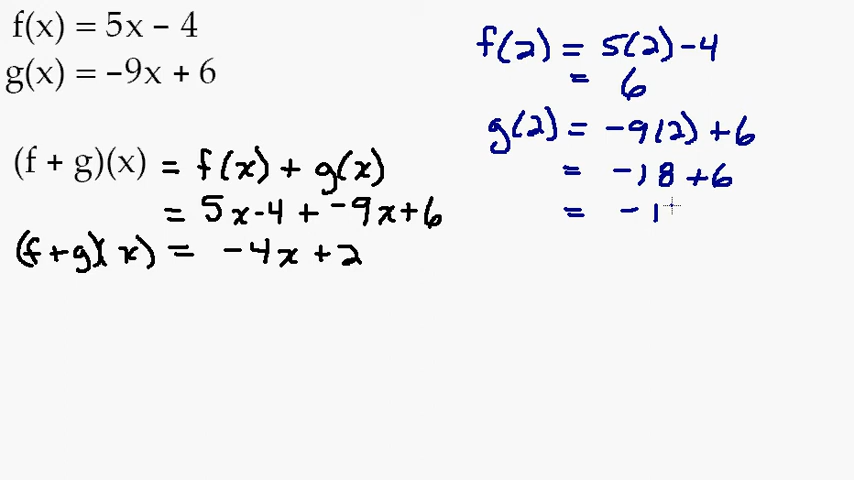 f(x) = 5x – 4
g(x) = –9x + 6
(f + g)(x) = f(x) + g(x)
= 5x-4 + -9x+6
(f+g)(x) = -4x+2
f(2) = 5(2)-4
= 6
g(2) = -9(2)+6
= -18+6
= -1